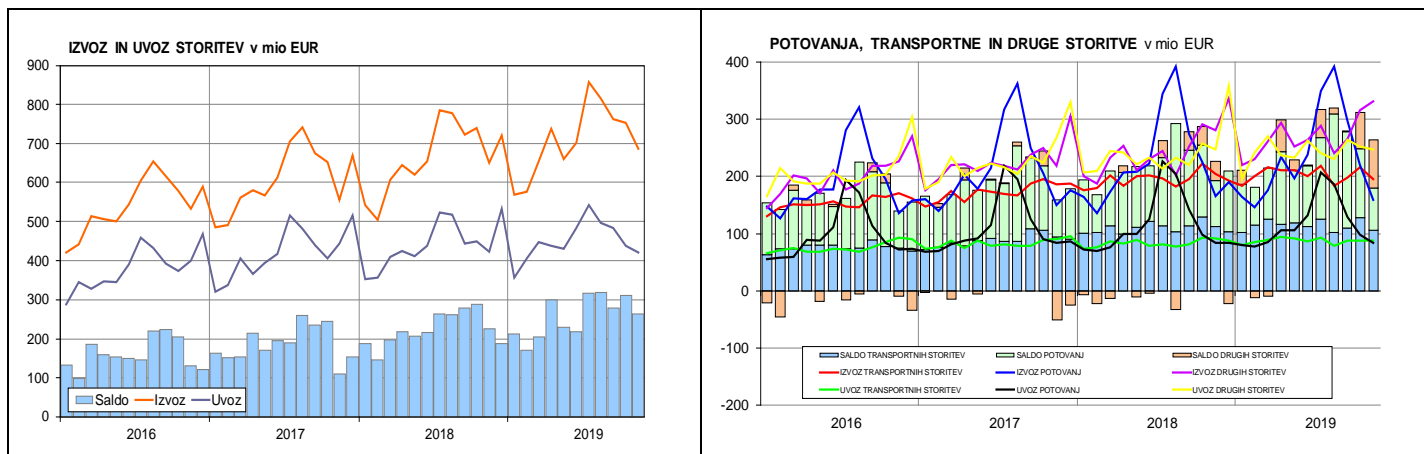 IZVOZ IN UVOZ STORITEV v mio EUR
900
800
700
600
500
400
300
200
100
0
Saldo Izvoz Uvoz
2016 2017 2018 2019
POTOVANJA, TRANSPORTNE IN DRUGE STORITVE v mio EUR
400
300
200
100
0
-100
-200
SALDO TRANSPORTNIH STORITEV SALDO POTOVANJ SALDO DRUGIH STORITEV
IZVOZ TRANSPORTNIH STORITEV IZVOZ POTOVANJ IZVOZ DRUGIH STORITEV
UVOZ TRANSPORTNIH STORITEV UVOZ POTOVANJ UVOZ DRUGIH STORITEV
2016 2017 2018 2019